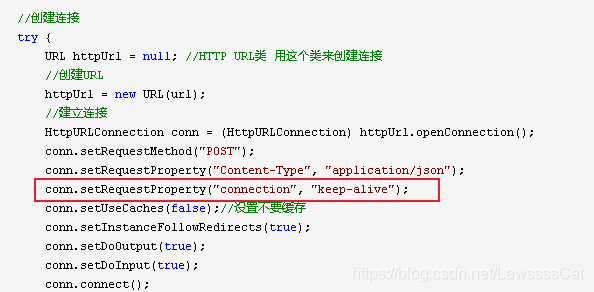 //创建连接
try {
URL httpUrl = null; //HTTP URL类 用这个类来创建连接
//创建URL
httpUrl = new URL(url);
//建立连接
HttpURLConnection conn = (HttpURLConnection) httpUrl.openConnection();
conn.setRequestMethod("POST");
conn.setRequestProperty("Content-Type", "application/json");
conn.setRequestProperty("connection", "keep-alive");
conn.setUseCaches(false);//设置不要缓存
conn.setInstanceFollowRedirects(true);
conn.setDoOutput(true);
conn.setDoInput(true);
conn.connect();
https://blog.csdn.net/LawssssCat